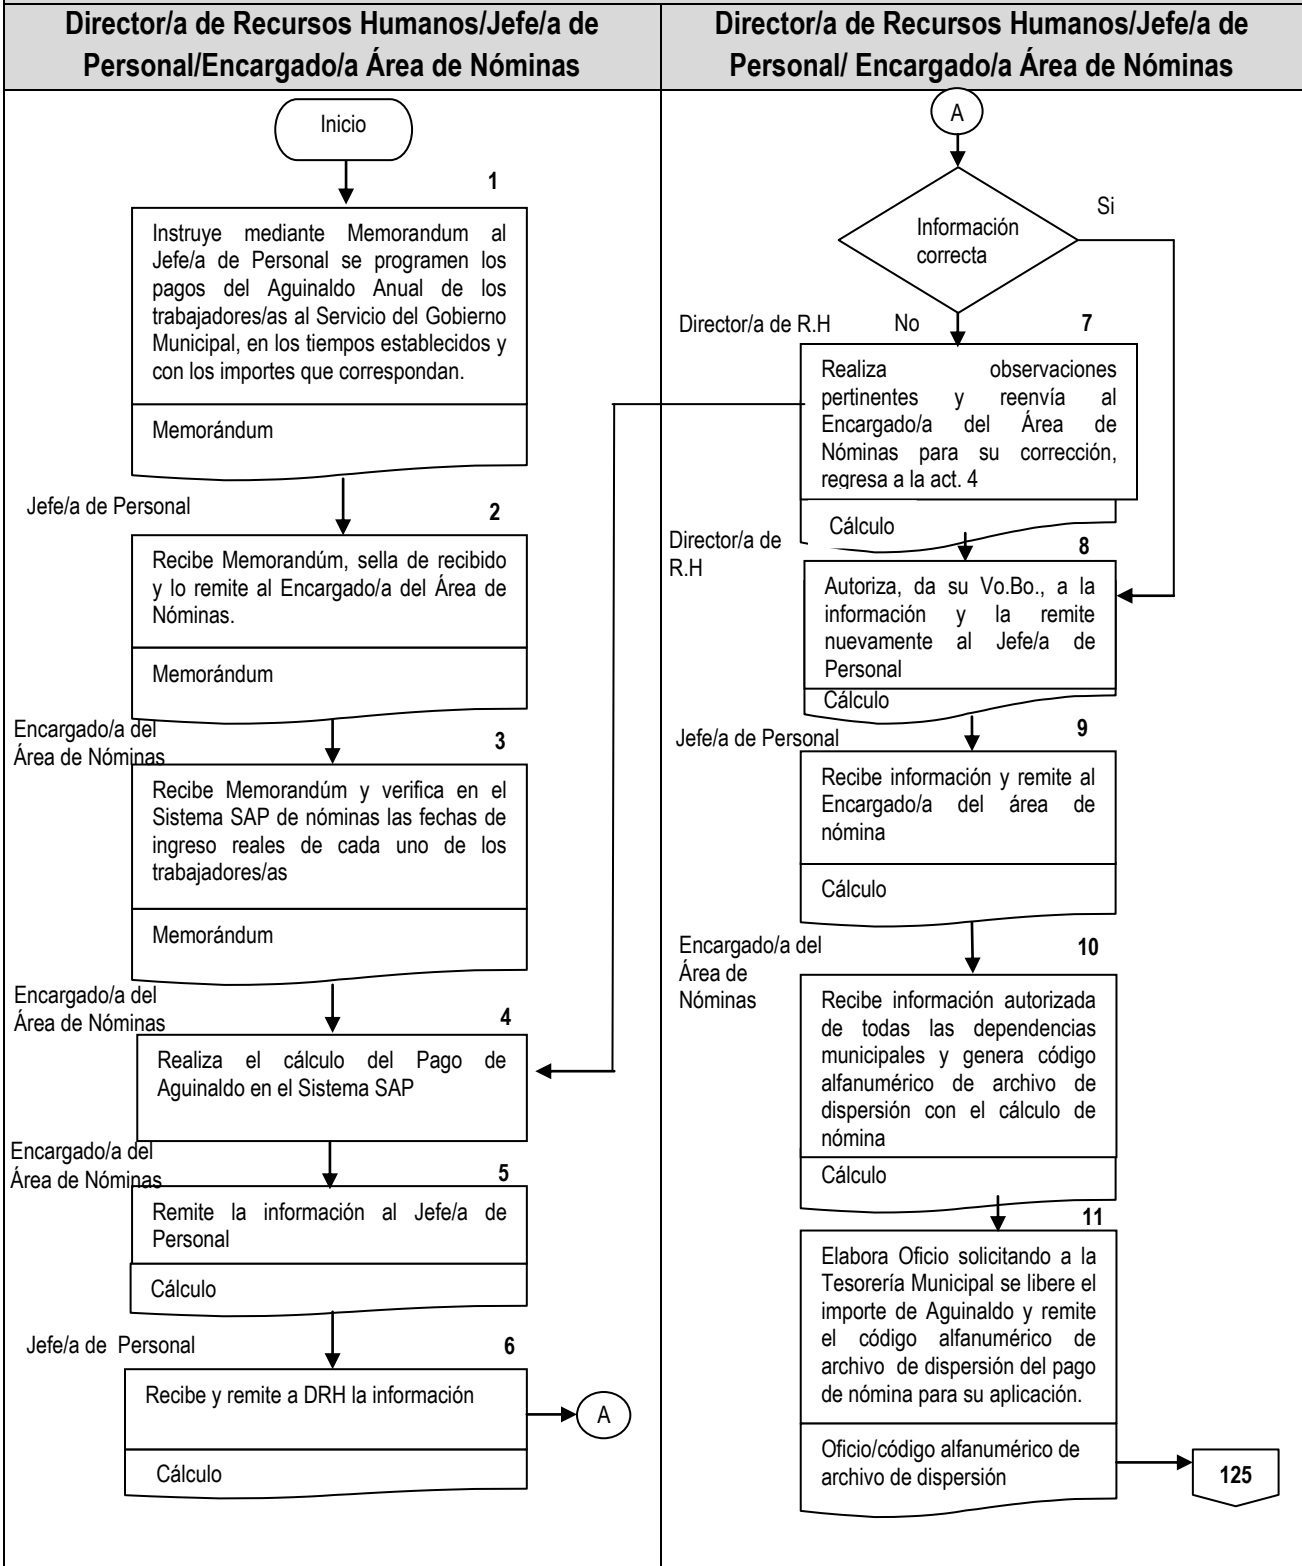 Director/a de Recursos Humanos/Jefe/a de
Personal/Encargado/a Área de Nóminas
Inicio
1
Instruye mediante Memorandum al
Jefe/a de Personal se programen los
pagos del Aguinaldo Anual de los
trabajadores/as al Servicio del Gobierno
Municipal, en los tiempos establecidos y
con los importes que correspondan.
Memorándum
Jefe/a de Personal
2
Recibe Memorandúm, sella de recibido
y lo remite al Encargado/a del Área de
Nóminas.
Memorándum
Encargado/a del
Área de Nóminas
3
Recibe Memorandúm y verifica en el
Sistema SAP de nóminas las fechas de
ingreso reales de cada uno de los
trabajadores/as
Memorándum
Encargado/a del
Área de Nóminas
4
Realiza el cálculo del Pago de
Aguinaldo en el Sistema SAP
Encargado/a del
Área de Nóminas
5
Remite la información al Jefe/a de
Personal
Cálculo
Jefe/a de Personal
6
Recibe y remite a DRH la información
Cálculo
A
Director/a de Recursos Humanos/Jefe/a de
Personal/ Encargado/a Área de Nóminas
A
Información
correcta
Si
Director/a de R.H
No
7
Realiza observaciones
pertinentes y reenvía al
Encargado/a del Área de
Nóminas para su corrección,
regresa a la act. 4
Cálculo
Director/a de
R.H
8
Autoriza, da su Vo.Bo., a la
información y la remite
nuevamente al Jefe/a de
Personal
Cálculo
Jefe/a de Personal
9
Recibe información y remite al
Encargado/a del área de
nómina
Cálculo
Encargado/a del
Área de
Nóminas
10
Recibe información autorizada
de todas las dependencias
municipales y genera código
alfanumérico de archivo de
dispersión con el cálculo de
nómina
Cálculo
11
Elabora Oficio solicitando a la
Tesorería Municipal se libere el
importe de Aguinaldo y remite
el código alfanumérico de
archivo de dispersión del pago
de nómina para su aplicación.
Oficio/código alfanumérico de
archivo de dispersión
125